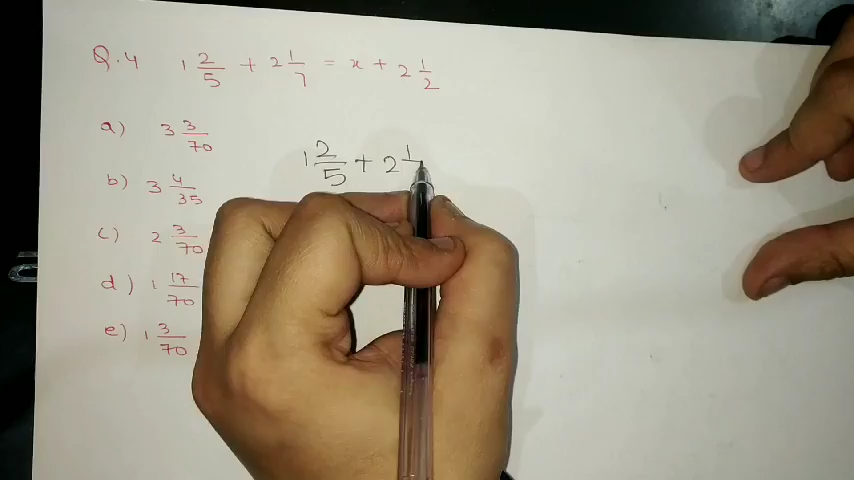 Q.4 1 2/5 + 2 1/7 = x + 2 1/2
a) 3 3/70
1 2/5 + 2 1/
b) 3 4/35
c) 2 3/70
d) 1 17/70
e) 1 3/70